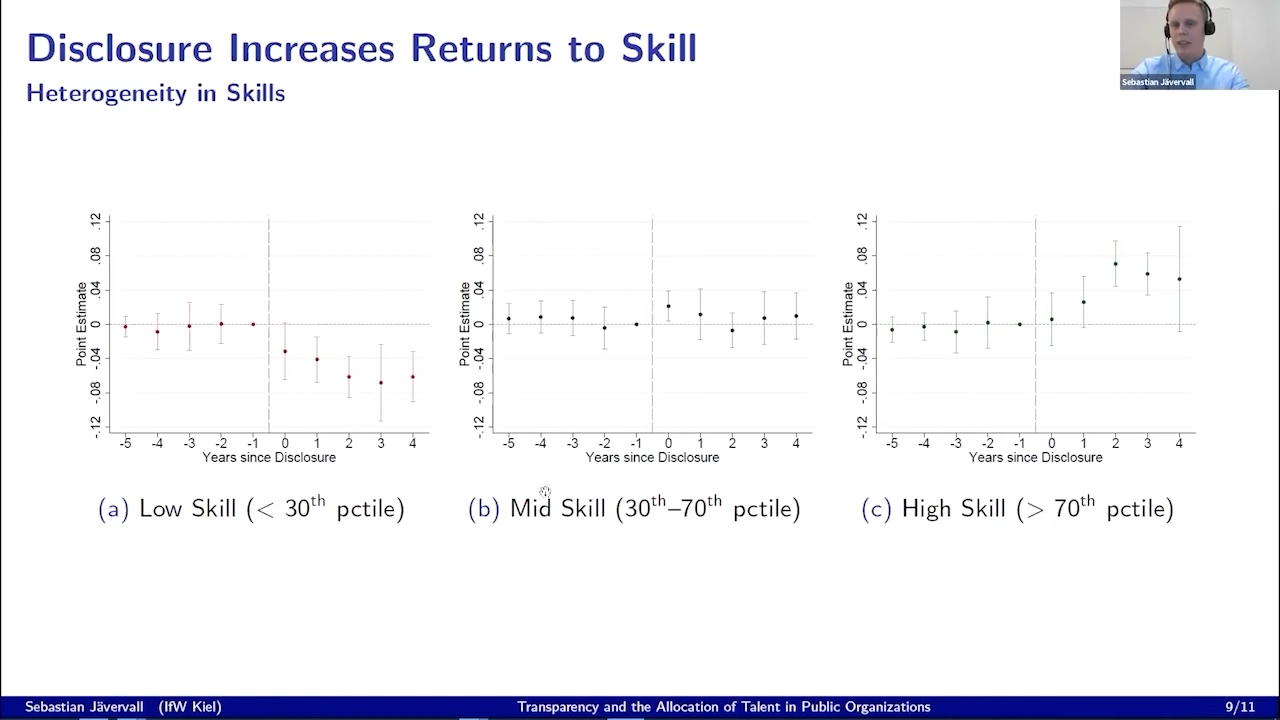 Disclosure Increases Returns to Skill
Heterogeneity in Skills
Sebastian Jävervall
.12
.08
.04
0
-.04
-.08
-.12
Point Estimate
-5 -4 -3 -2 -1 0 1 2 3 4
Years since Disclosure
(a) Low Skill (< 30th pctile)
.12
.08
.04
0
-.04
-.08
-.12
Point Estimate
-5 -4 -3 -2 -1 0 1 2 3 4
Years since Disclosure
(b) Mid Skill (30th–70th pctile)
.12
.08
.04
0
-.04
-.08
-.12
Point Estimate
-5 -4 -3 -2 -1 0 1 2 3 4
Years since Disclosure
(c) High Skill (> 70th pctile)
Sebastian Jävervall (IfW Kiel) Transparency and the Allocation of Talent in Public Organizations 9/11